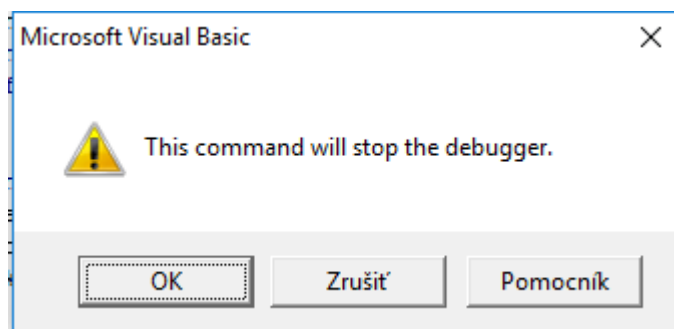 Microsoft Visual Basic
This command will stop the debugger.
OK
Zrušiť
Pomocník